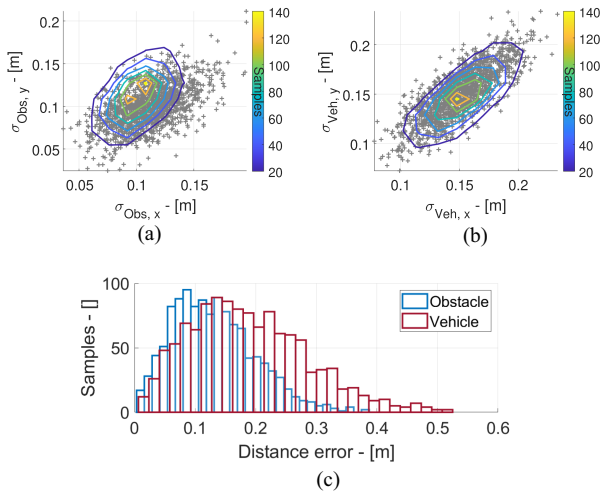 0.2
0.15
0.1
0.05
σObs, y - [m]
0.05
0.1
0.15
σObs, x - [m]
140
120
100
80
60
40
20
Samples
(a)
0.2
0.1
σVeh, y - [m]
0.1
0.15
0.2
σVeh, x - [m]
140
120
100
80
60
40
20
Samples
(b)
100
50
0
Samples - []
Obstacle
Vehicle
0
0.1
0.2
0.3
0.4
0.5
0.6
Distance error - [m]
(c)